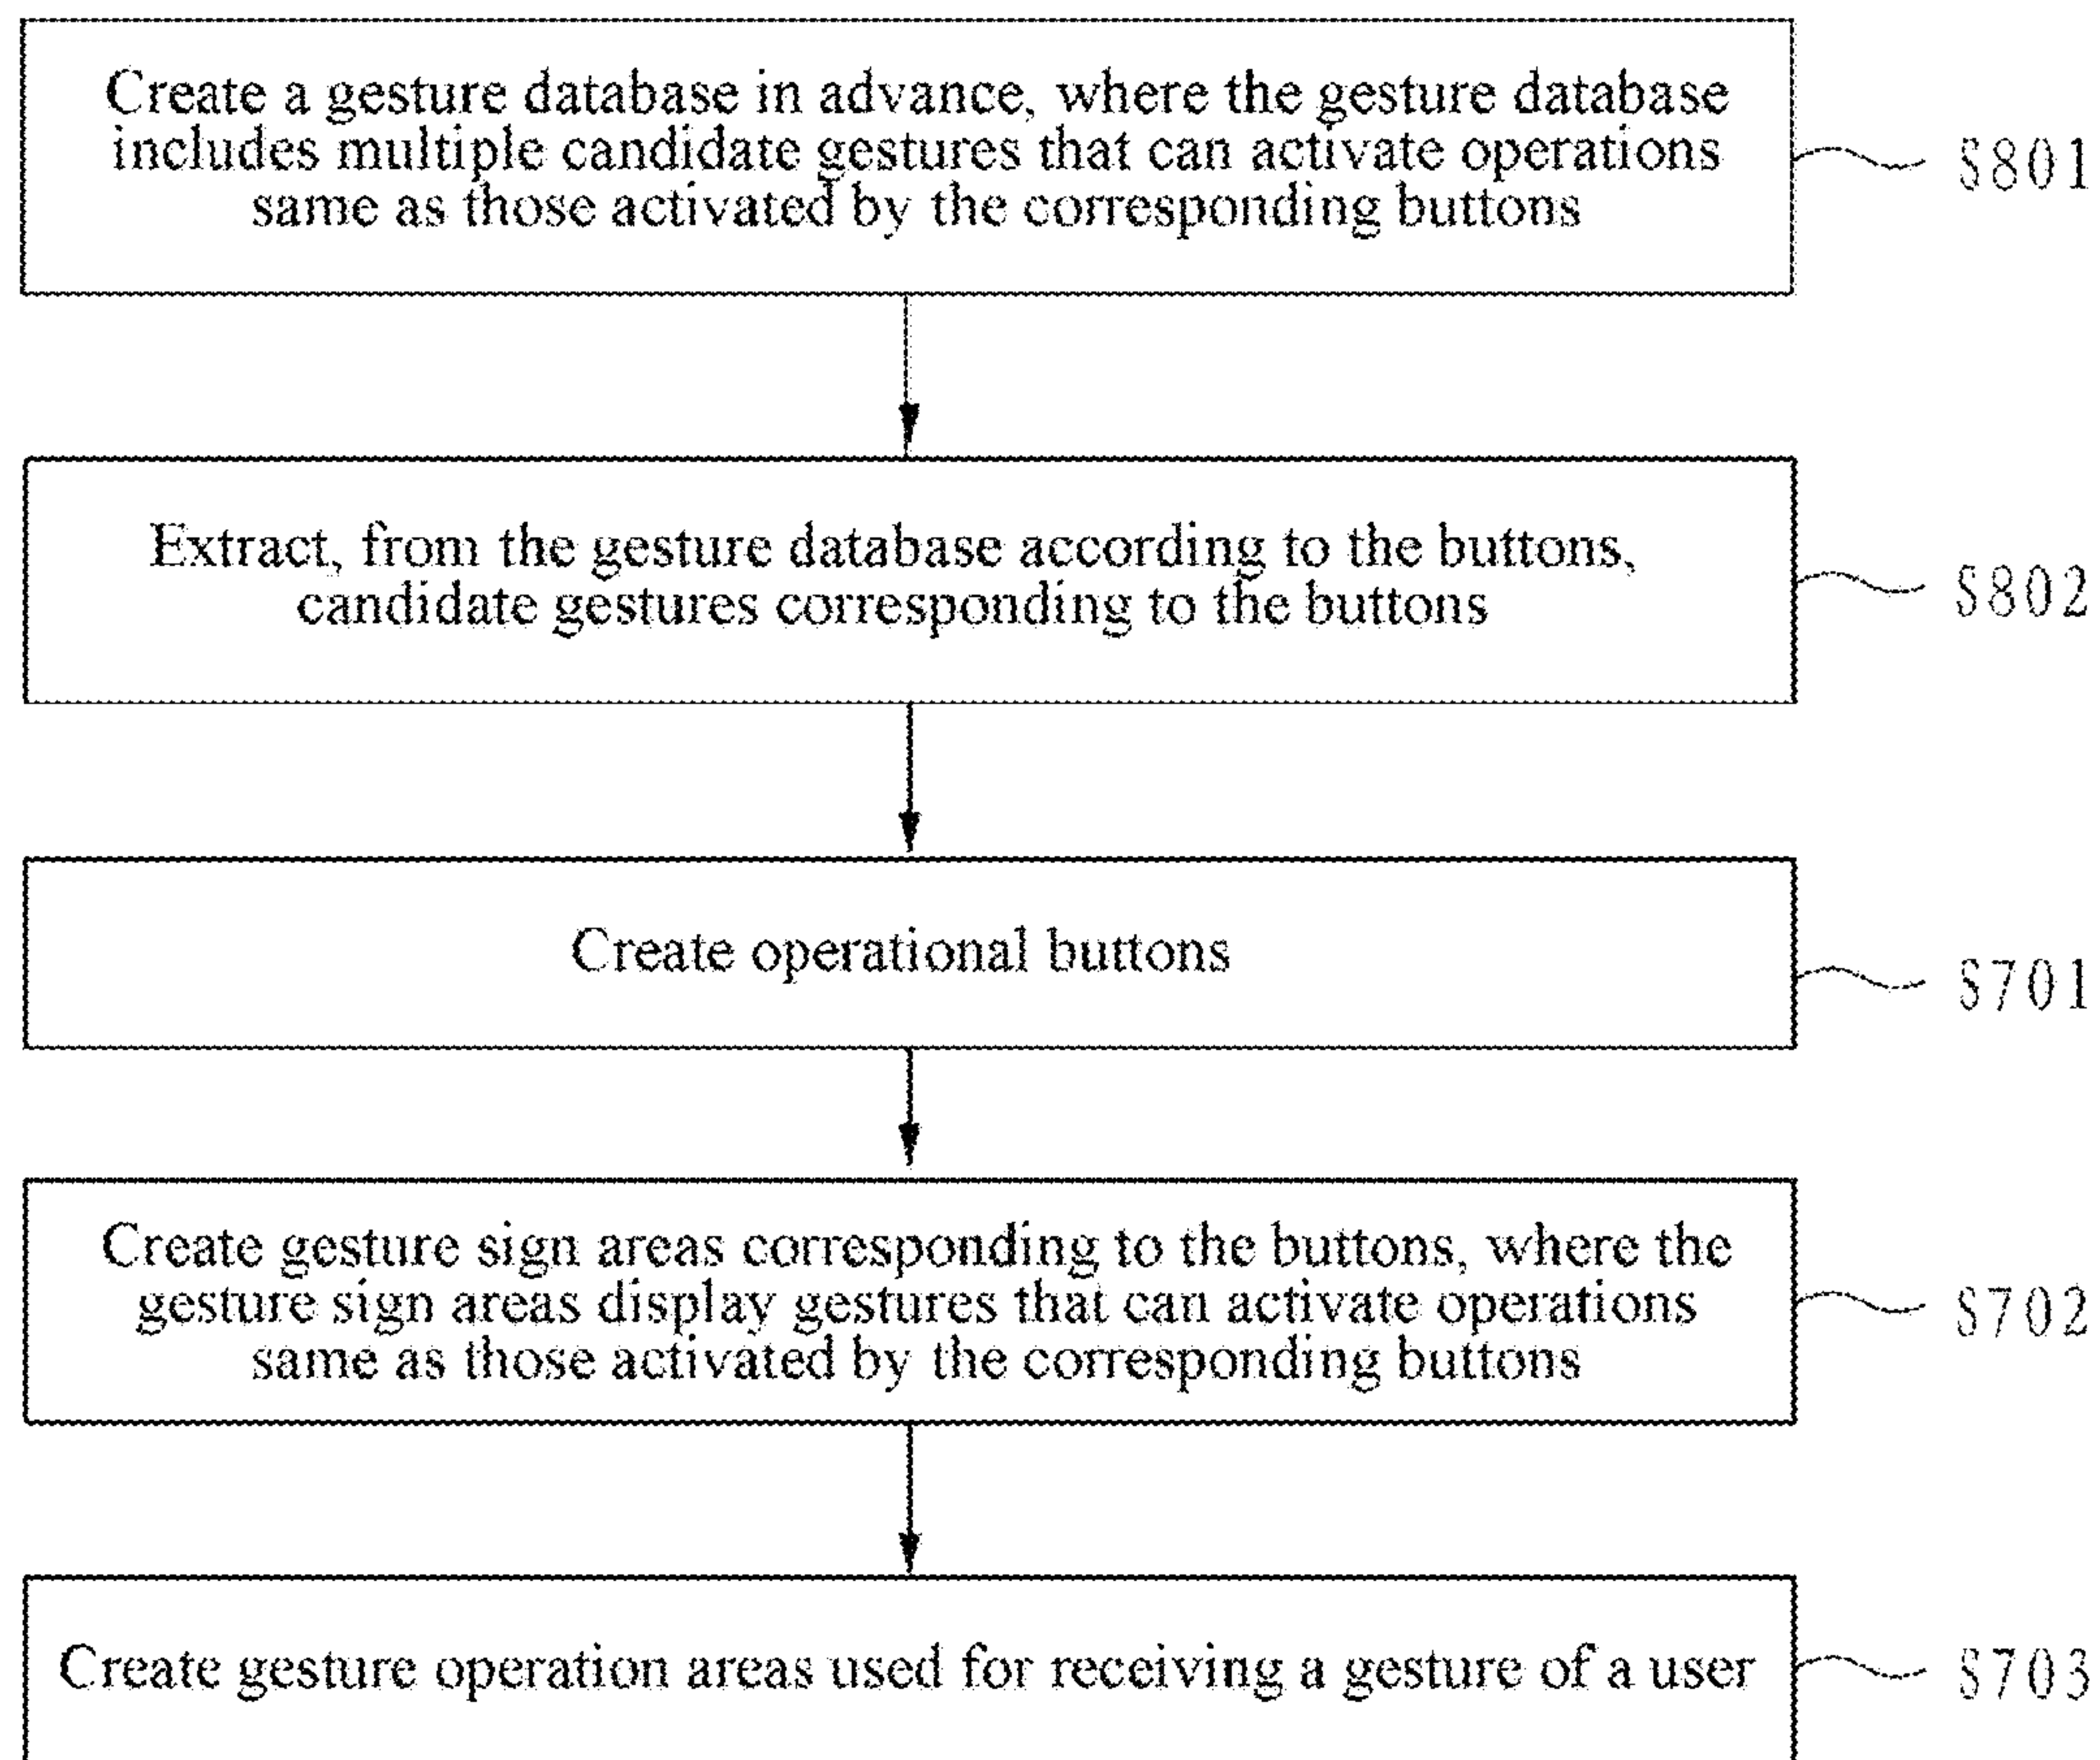 Create a gesture database in advance, where the gesture database
includes multiple candidate gestures that can activate operations
same as those activated by the corresponding buttons
S801
Extract, from the gesture database according to the buttons,
candidate gestures corresponding to the buttons
S802
Create operational buttons
S701
Create gesture sign areas corresponding to the buttons, where the
gesture sign areas display gestures that can activate operations
same as those activated by the corresponding buttons
S702
Create gesture operation areas used for receiving a gesture of a user
S703